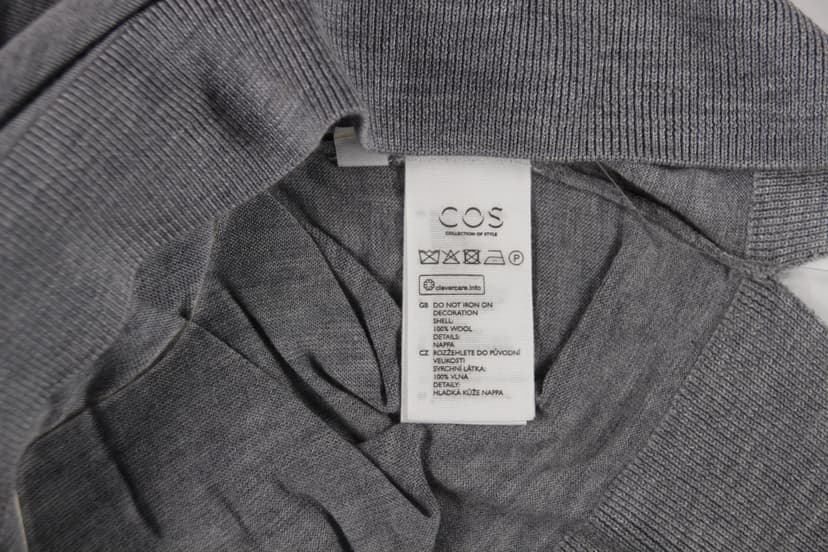 COS
COLLECTION OF STYLE
P
clevercare.info
GB DO NOT IRON ON
DECORATION
SHELL:
100% WOOL
DETAILS:
NAPPA
CZ ROZŽEHLETE DO PŮVODNÍ
VELIKOSTI
SVRCHNÍ LÁTKA:
100% VLNA
DETAILY:
HLADKÁ KŮŽE NAPPA